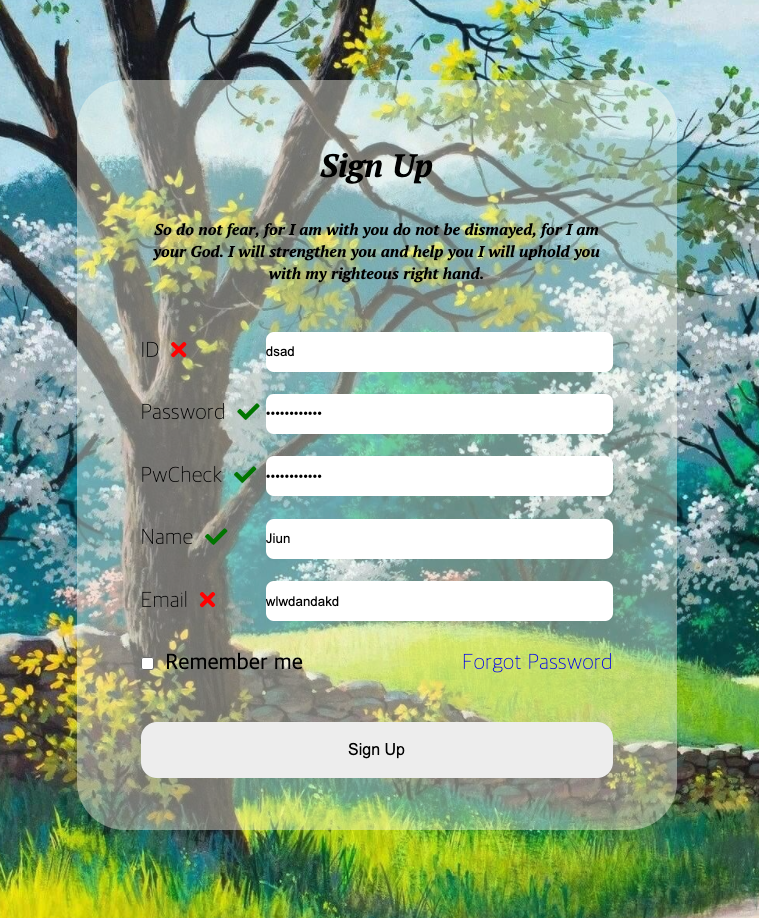 Sign Up
So do not fear, for I am with you do not be dismayed, for I am
your God. I will strengthen you and help you I will uphold you
with my righteous right hand.
ID dsad
Password ••••••••••••
PwCheck ••••••••••••
Name Jiun
Email wlwdandakd
Remember me Forgot Password
Sign Up